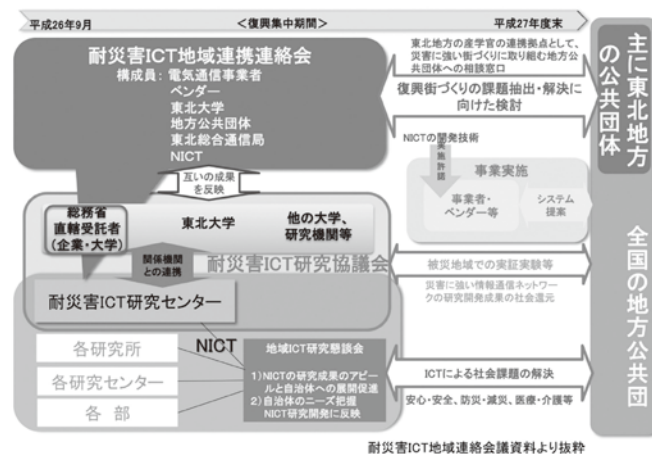 平成26年9月
＜復興集中期間＞
平成27年度末
耐災害ICT地域連携連絡会
構成員：電気通信事業者
ベンダー
東北大学
地方公共団体
東北総合通信局
NICT
東北地方の産学官の連携拠点として、
災害に強い街づくりに取り組む地方公
共団体への相談窓口
復興街づくりの課題抽出・解決に
向けた検討
主に東北地方
の公共団体
NICTの開発技術
実施許諾
事業実施
事業者・
ベンダー等
システム
提案
互いの成果
を反映
総務省
直轄受託者
(企業・大学)
東北大学
他の大学、
研究機関等
関係機関
との連携
耐災害ICT研究協議会
被災地域での実証実験等
災害に強い情報通信ネットワー
クの研究開発成果の社会還元
耐災害ICT研究センター
全国の地方公共団
各研究所
各研究センター
各 部
NICT
地域ICT研究懇談会
1)NICTの研究成果のアピー
ルと自治体への展開促進
2)自治体のニーズ把握
NICT研究開発に反映
ICTによる社会課題の解決
安心・安全、防災・減災、医療・介護等
耐災害ICT地域連絡会議資料より抜粋